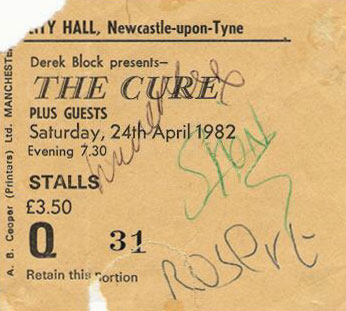 CITY HALL, Newcastle-upon-Tyne
Derek Block presents—
THE CURE
PLUS GUESTS
Saturday, 24th April 1982
Evening 7.30
STALLS
£3.50
Q 31
Retain this portion
A. B. Cooper (Printers) Ltd. MANCHESTER
SIMON
ROBERT